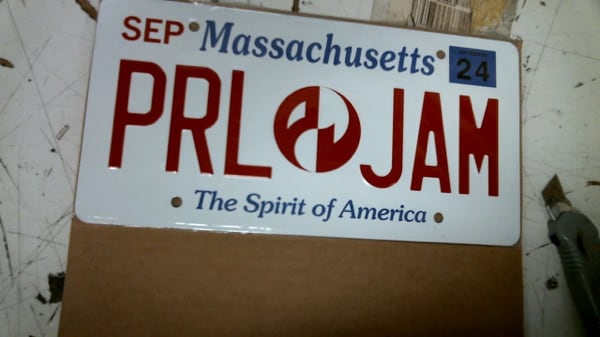 SEP Massachusetts 24
PRL JAM
The Spirit of America